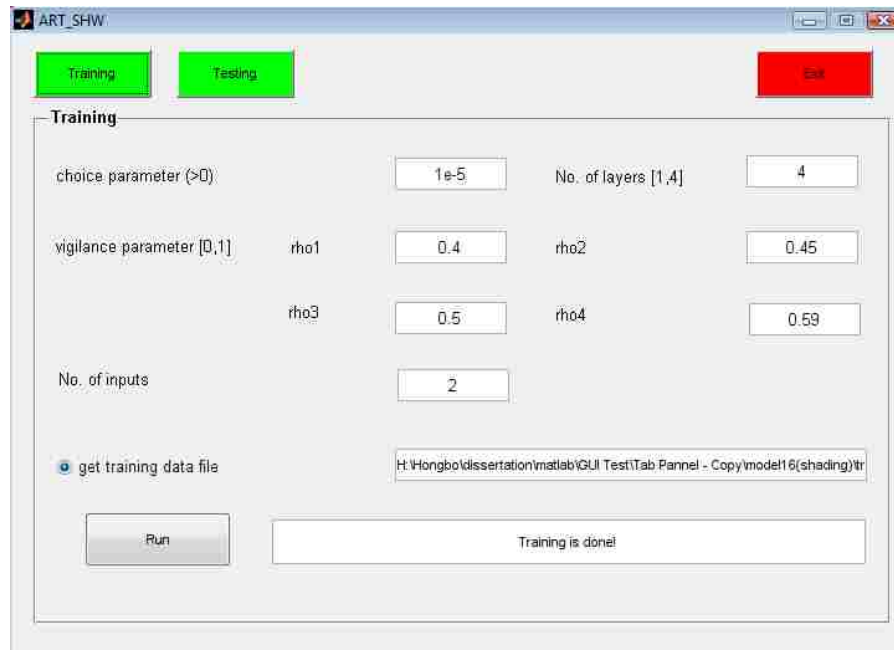 ART_SHW
Training Testing Exit
Training
choice parameter (>0) 1e-5 No. of layers [1,4] 4
vigilance parameter [0,1] rho1 0.4 rho2 0.45
rho3 0.5 rho4 0.59
No. of inputs 2
get training data file H:\Hongbo\dissertation\matlab\GUI Test\Tab Pannel - Copy\model16(shading)\tr
Run Training is done!